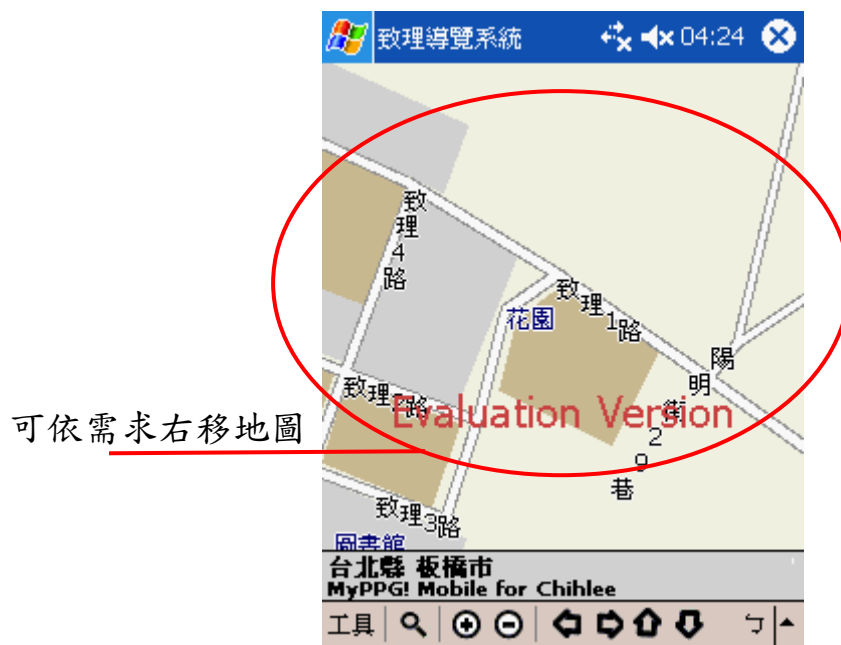 致理導覽系統 04:24
致理4路
花園
致理1路
陽明街29巷
致理2路
Evaluation Version
可依需求右移地圖
致理3路
圖書館
台北縣 板橋市
MyPPG! Mobile for Chihlee
工具
ㄅ